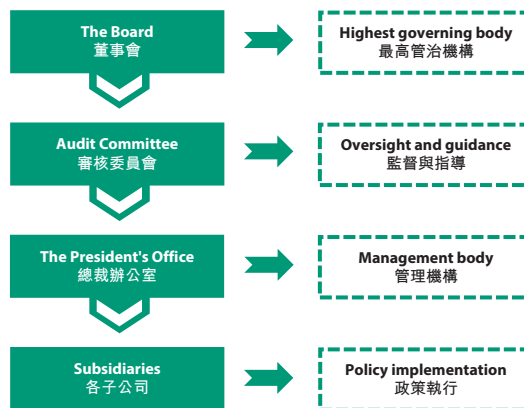 The Board
董事會
Highest governing body
最高管治機構
Audit Committee
審核委員會
Oversight and guidance
監督與指導
The President's Office
總裁辦公室
Management body
管理機構
Subsidiaries
各子公司
Policy implementation
政策執行